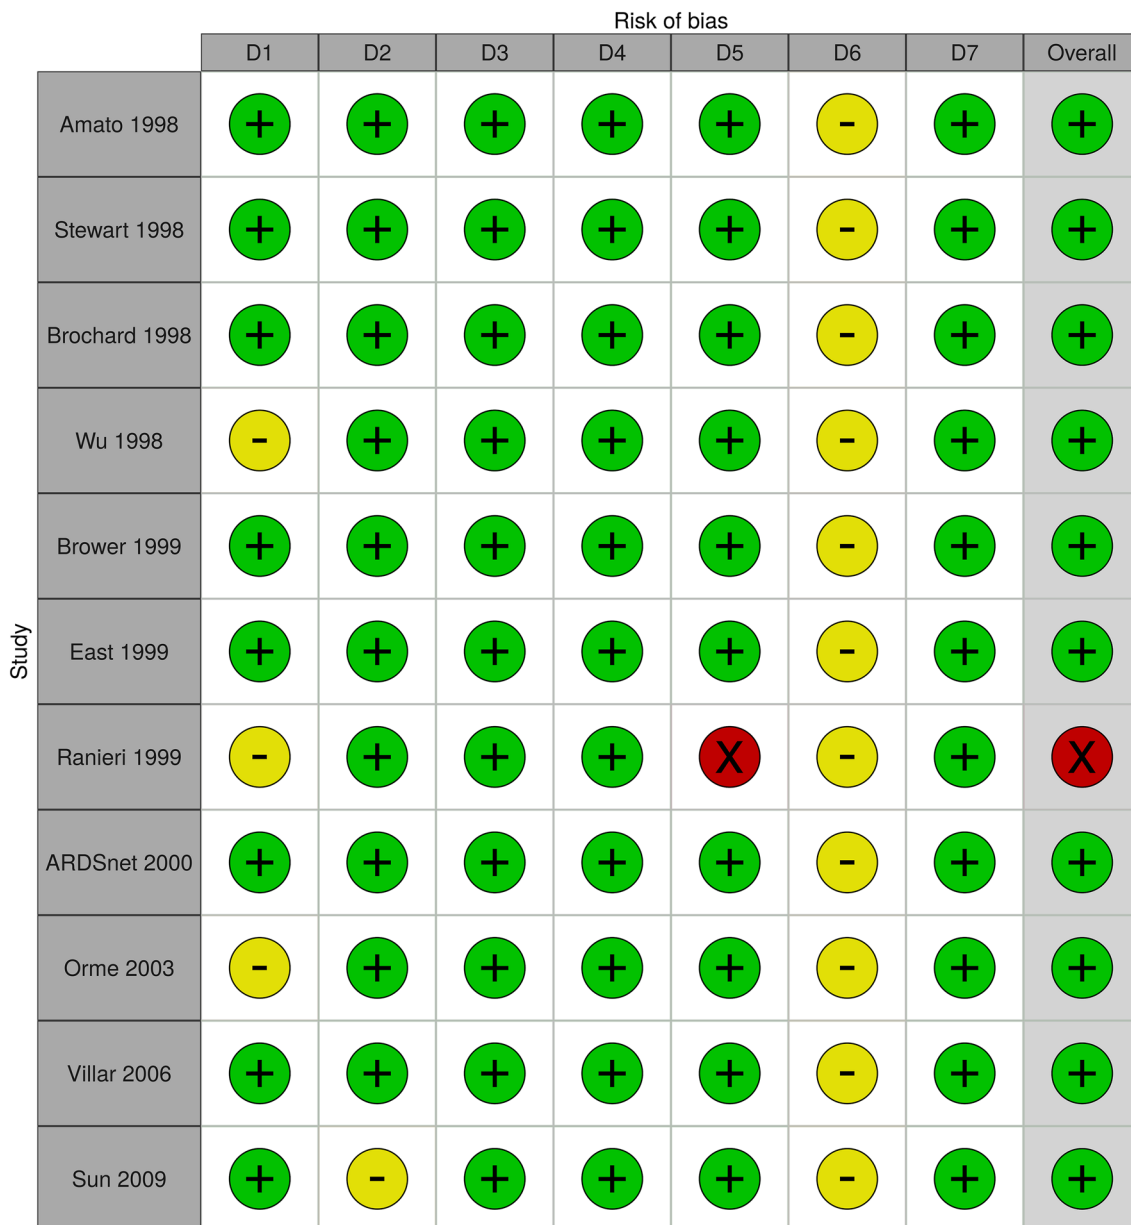 Risk of bias
D1 D2 D3 D4 D5 D6 D7 Overall
Study
Amato 1998 + + + + + - + +
Stewart 1998 + + + + + - + +
Brochard 1998 + + + + + - + +
Wu 1998 - + + + + - + +
Brower 1999 + + + + + - + +
East 1999 + + + + + - + +
Ranieri 1999 - + + + X - + X
ARDSnet 2000 + + + + + - + +
Orme 2003 - + + + + - + +
Villar 2006 + + + + + - + +
Sun 2009 + - + + + - + +